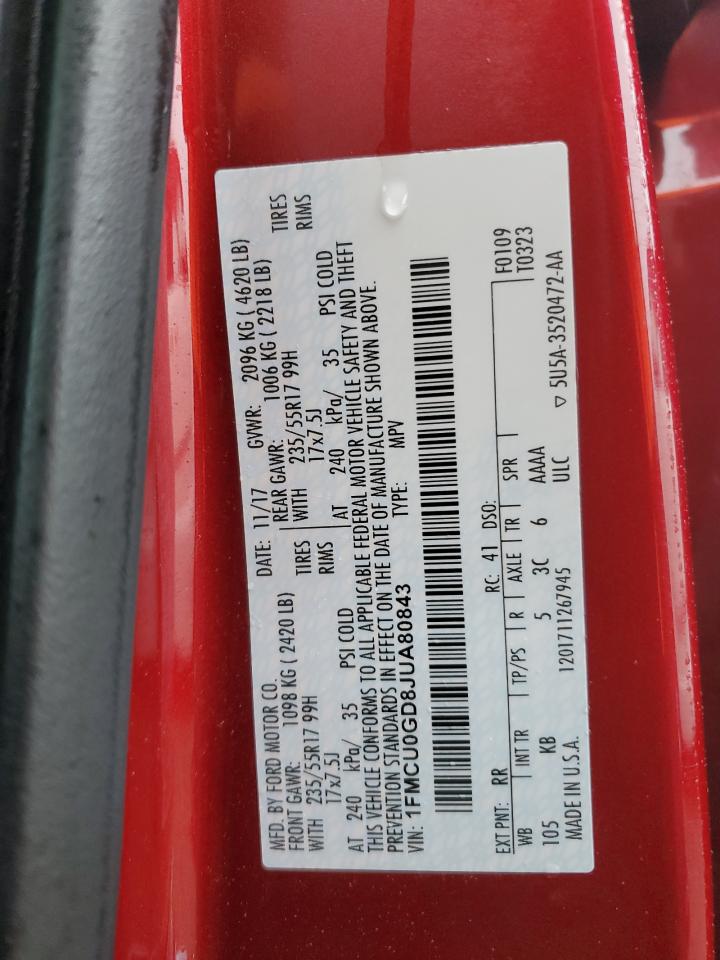 MFD. BY FORD MOTOR CO. DATE: 11/17 GVWR: 2096 KG ( 4620 LB)
FRONT GAWR: 1098 KG ( 2420 LB) REAR GAWR: 1006 KG ( 2218 LB)
WITH 235/55R17 99H TIRES WITH 235/55R17 99H TIRES
17x7.5J RIMS 17x7.5J RIMS
AT 240 kPa/ 35 PSI COLD AT 240 kPa/ 35 PSI COLD
THIS VEHICLE CONFORMS TO ALL APPLICABLE FEDERAL MOTOR VEHICLE SAFETY AND THEFT
PREVENTION STANDARDS IN EFFECT ON THE DATE OF MANUFACTURE SHOWN ABOVE.
VIN: 1FMCU0GD8JUA80843 TYPE: MPV
EXT PNT: RR RC: 41 DSO: F0109
WB INT TR TP/PS R AXLE TR SPR T0323
105 KB 5 3C 6 AAAA
MADE IN U.S.A. 1201711267945 ULC ▽ 5U5A-3520472-AA